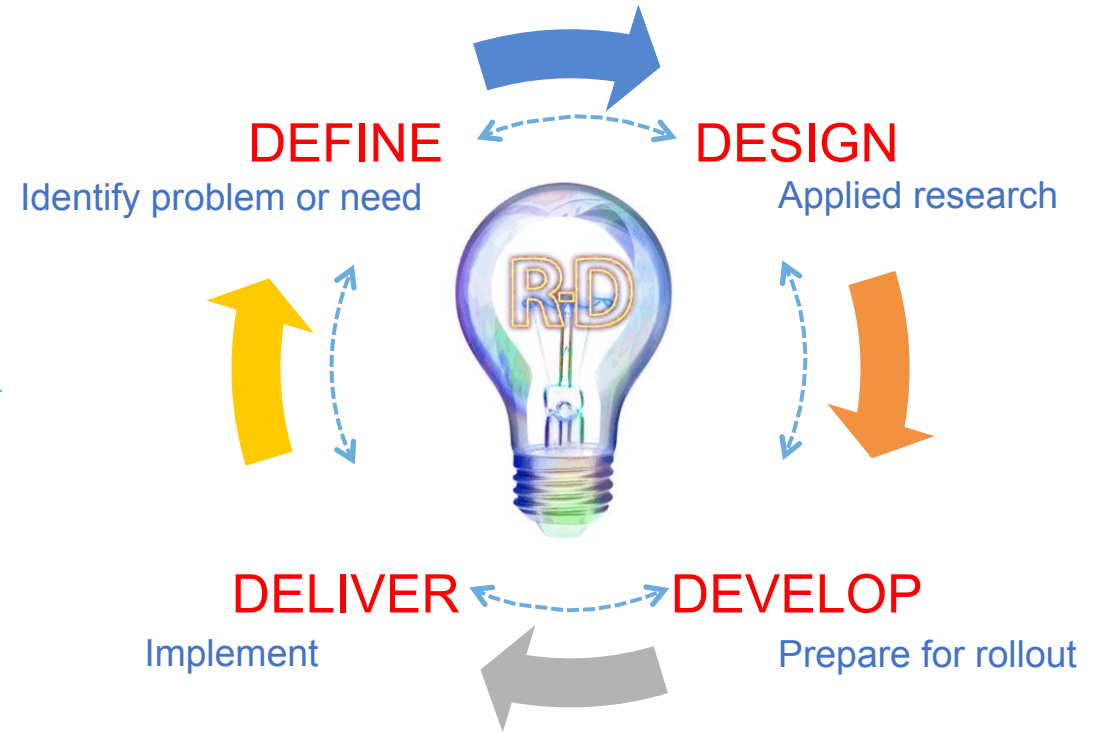 DEFINE
Identify problem or need
DESIGN
Applied research
R-D
DELIVER
Implement
DEVELOP
Prepare for rollout